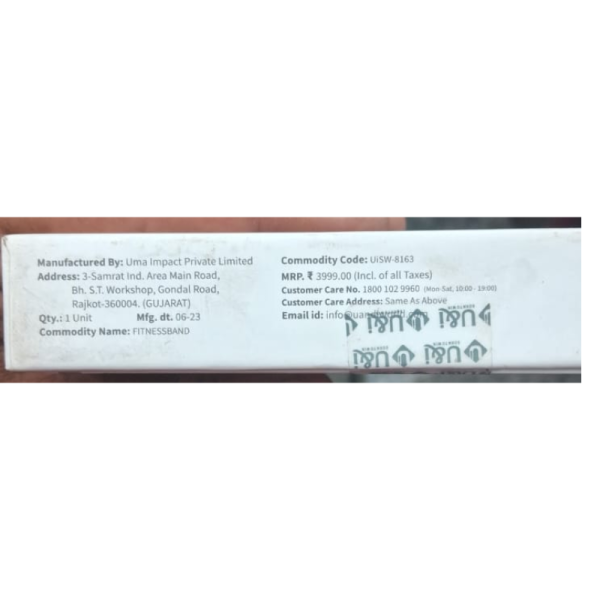 Manufactured By: Uma Impact Private Limited
Address: 3-Samrat Ind. Area Main Road,
Bh. S.T. Workshop, Gondal Road,
Rajkot-360004. (GUJARAT)
Qty.: 1 Unit Mfg. dt. 06-23
Commodity Name: FITNESSBAND
Commodity Code: UiSW-8163
MRP. ₹ 3999.00 (Incl. of all Taxes)
Customer Care No. 1800 102 9960 (Mon-Sat, 10:00 - 19:00)
Customer Care Address: Same As Above
Email id:
U&i
U&i U&i